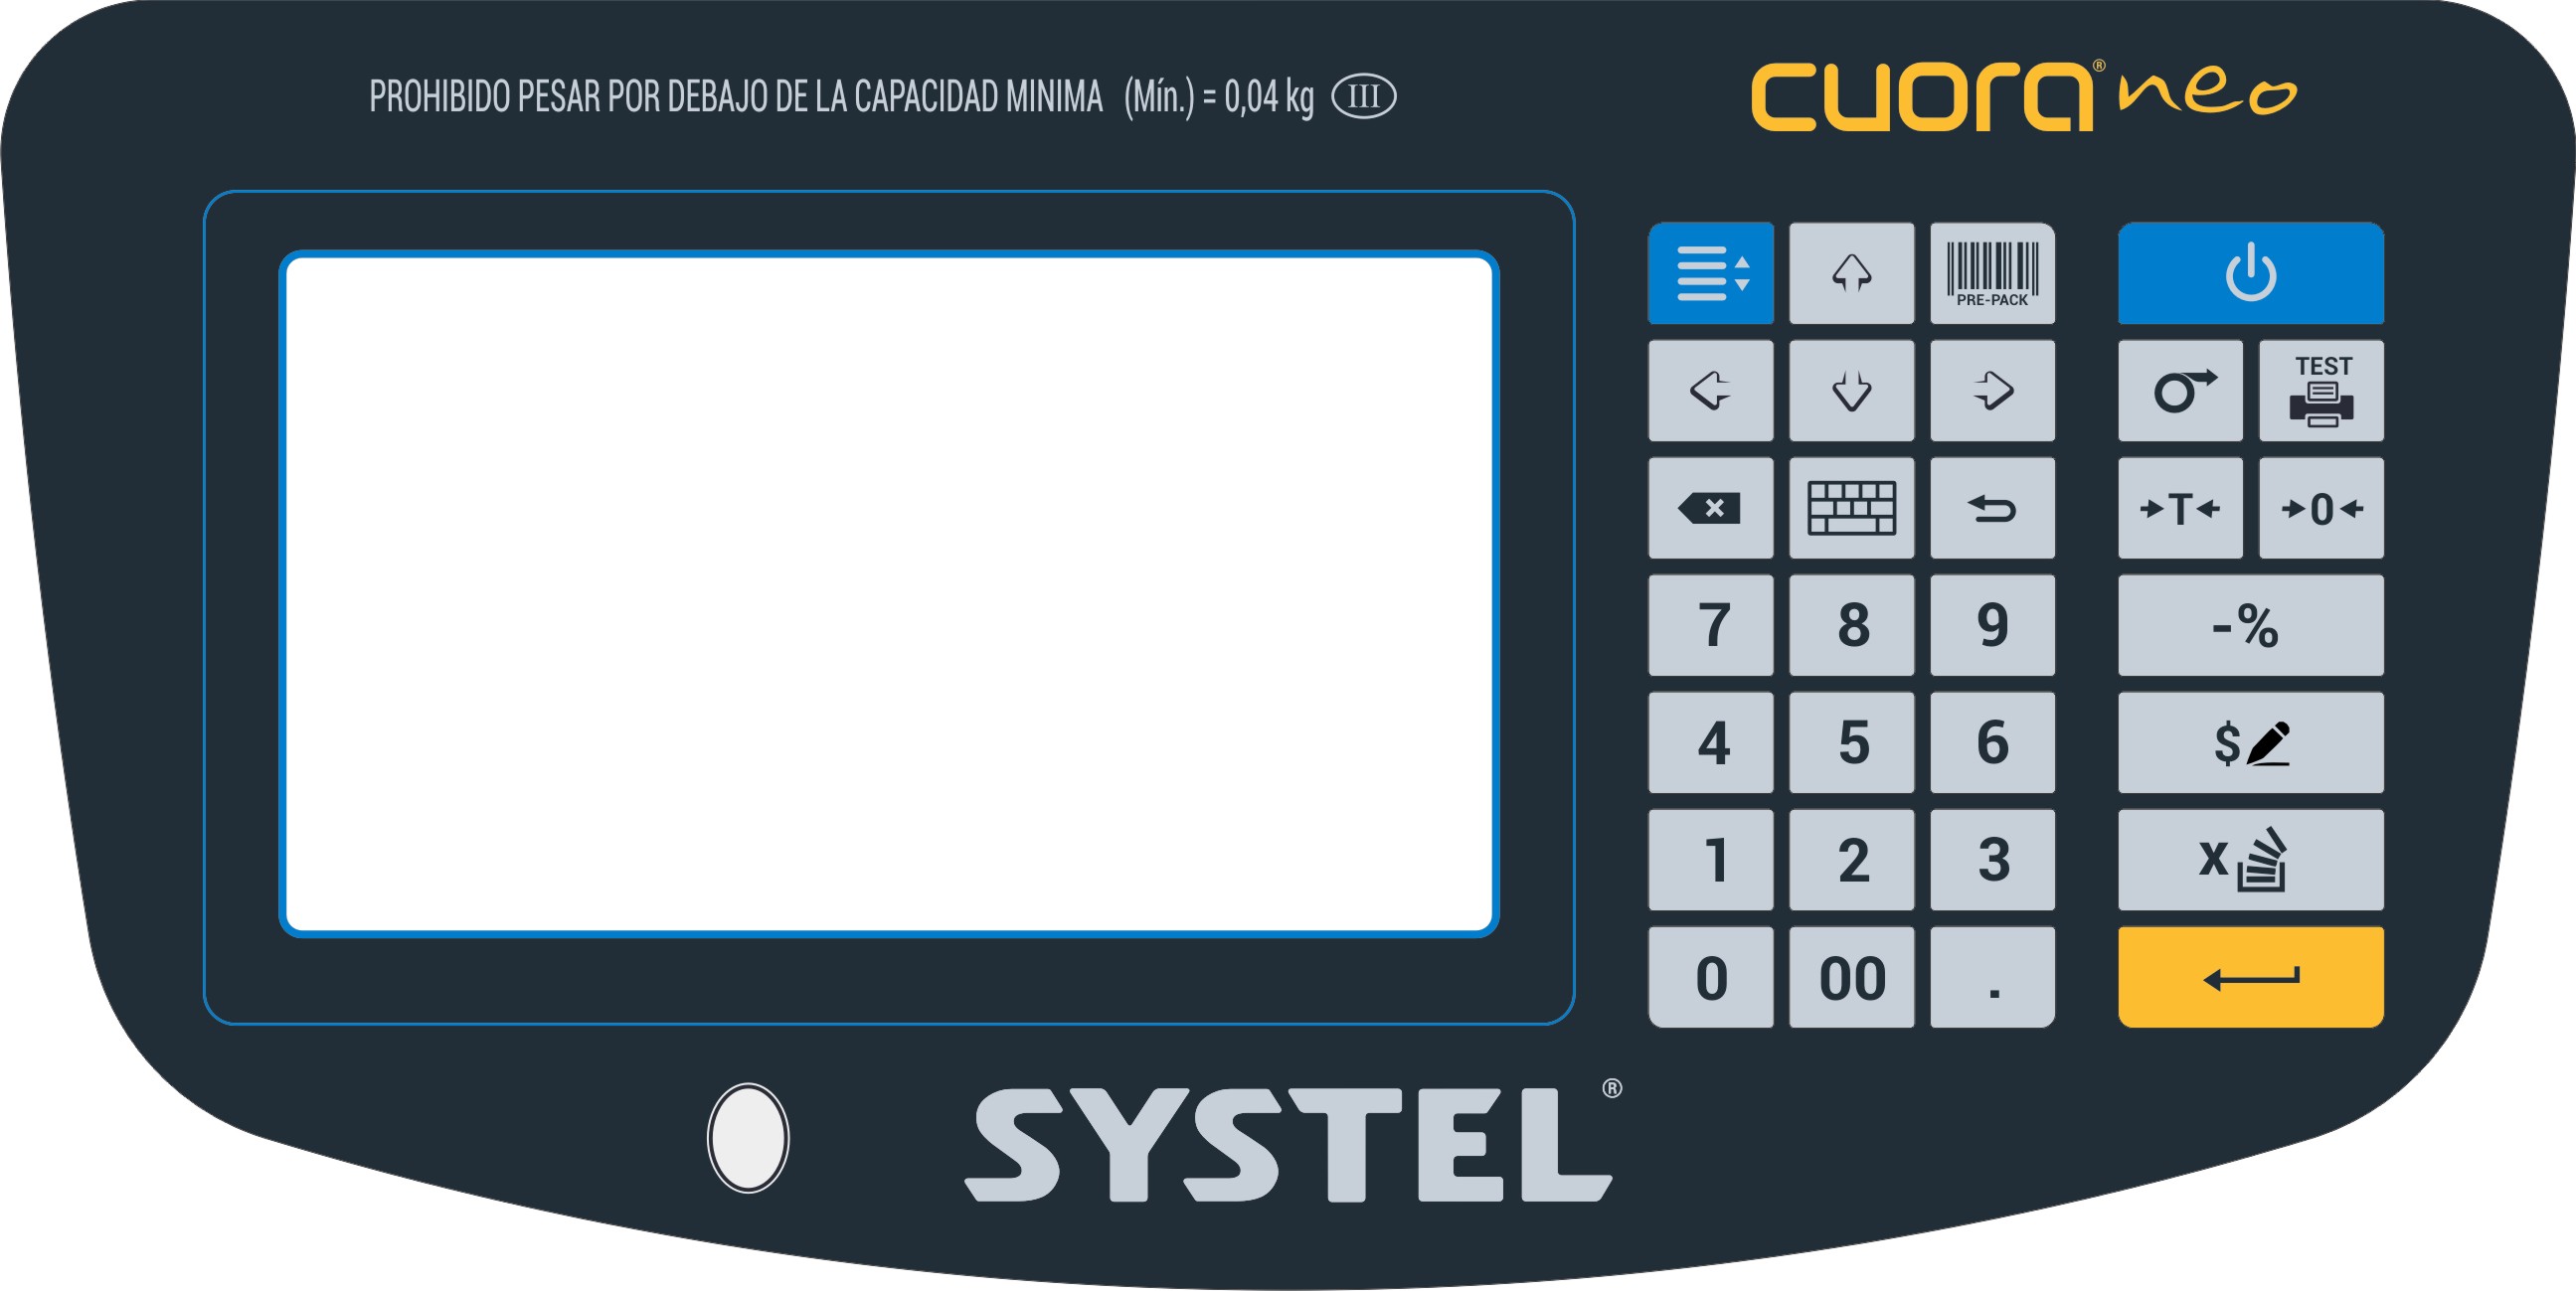 PROHIBIDO PESAR POR DEBAJO DE LA CAPACIDAD MINIMA (Mín.) = 0,04 kg III
cuora® neo
PRE-PACK
TEST
T 0
7 8 9 -%
4 5 6 $
1 2 3 x
0 00 .
SYSTEL®